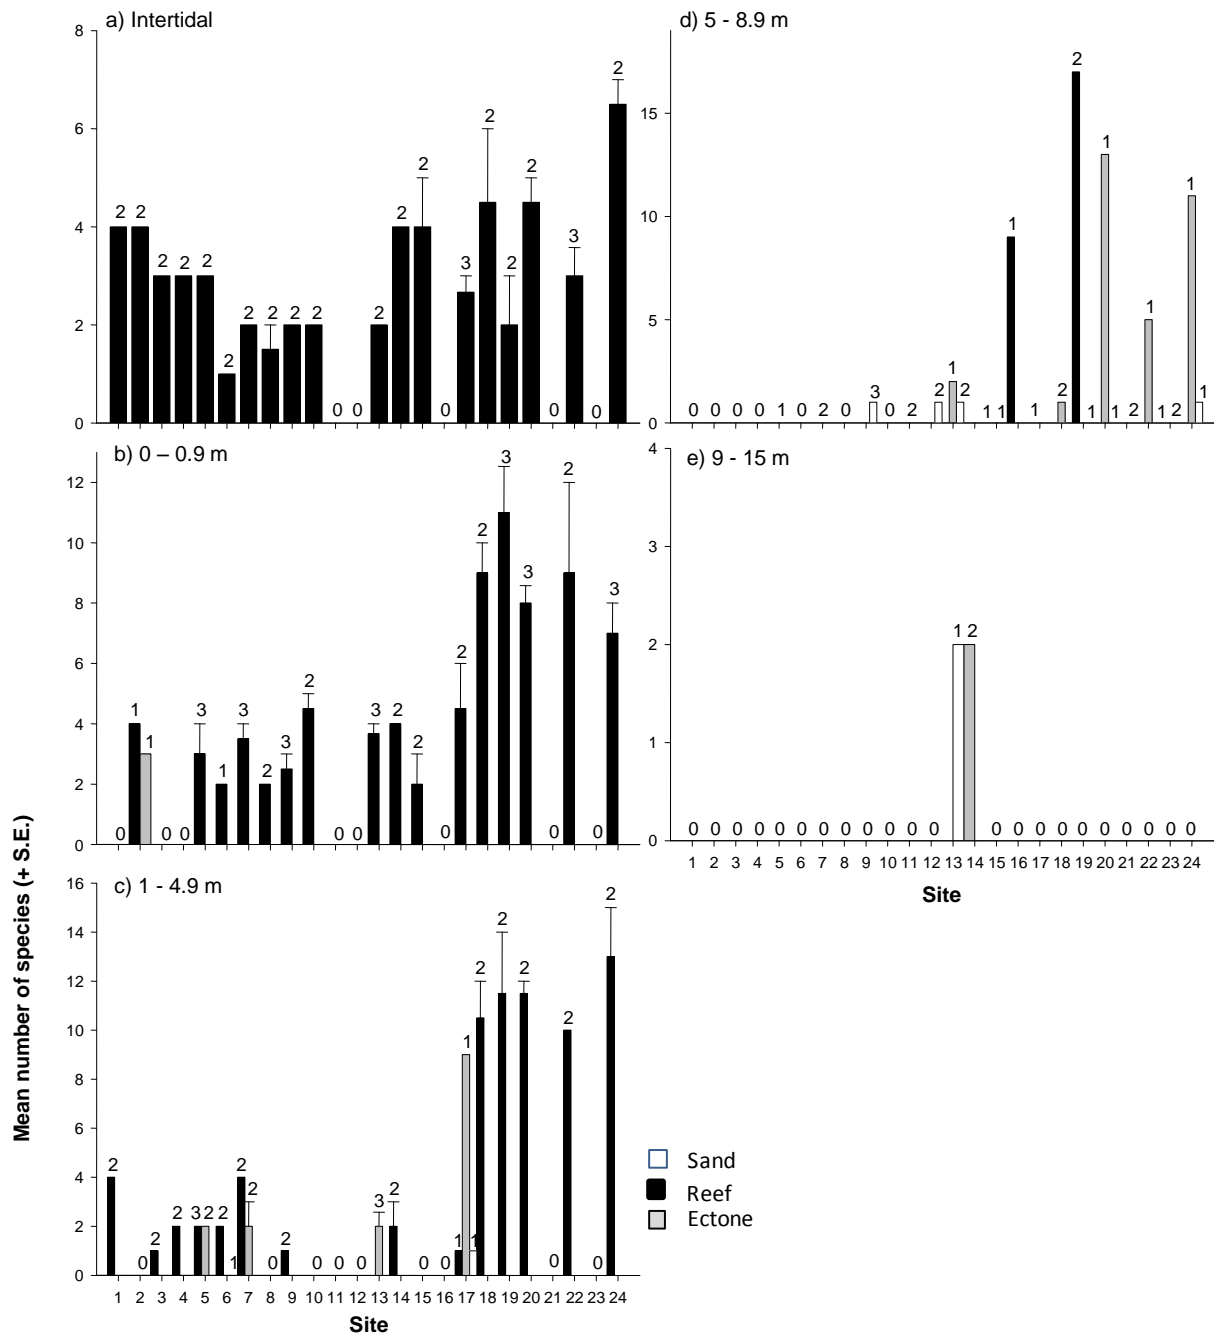 a) Intertidal
8
6
4
2
0
2 2 2 2 2 2 2 2 2 2 0 0 2 2 2 0 3 2 2 2 0 3 0 2
b) 0 – 0.9 m
12
10
8
6
4
2
0
0 1 1 0 0 3 1 3 2 3 2 0 0 3 2 2 0 2 2 3 3 0 2 0 3
c) 1 - 4.9 m
16
14
12
10
8
6
4
2
0
2 0 2 2 3 2 2 1 2 2 0 2 0 0 0 3 2 0 0 1 1 1 2 2 2 0 2 0 2
1 2 3 4 5 6 7 8 9 10 11 12 13 14 15 16 17 18 19 20 21 22 23 24
Site
Mean number of species (+ S.E.)
d) 5 - 8.9 m
15
10
5
0
0 0 0 0 1 0 2 0 3 0 2 2 1 2 1 1 1 1 2 2 1 1 1 2 1 1 2 1 1
e) 9 - 15 m
4
3
2
1
0
0 0 0 0 0 0 0 0 0 0 0 0 1 2 0 0 0 0 0 0 0 0 0 0
1 2 3 4 5 6 7 8 9 10 11 12 13 14 15 16 17 18 19 20 21 22 23 24
Site
Sand
Reef
Ectone